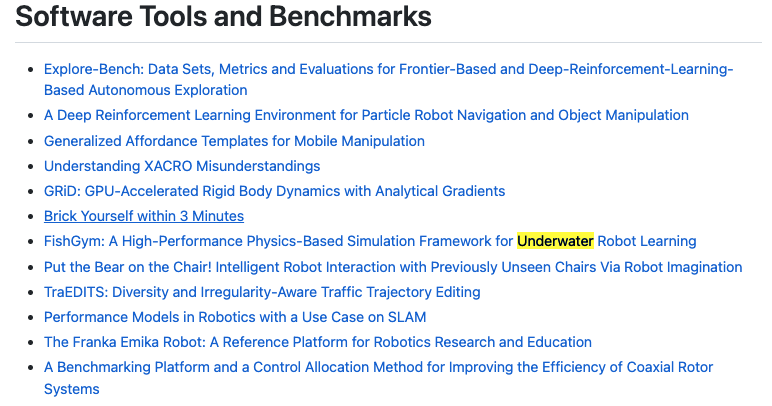 Software Tools and Benchmarks
Explore-Bench: Data Sets, Metrics and Evaluations for Frontier-Based and Deep-Reinforcement-Learning-
Based Autonomous Exploration
A Deep Reinforcement Learning Environment for Particle Robot Navigation and Object Manipulation
Generalized Affordance Templates for Mobile Manipulation
Understanding XACRO Misunderstandings
GRiD: GPU-Accelerated Rigid Body Dynamics with Analytical Gradients
Brick Yourself within 3 Minutes
FishGym: A High-Performance Physics-Based Simulation Framework for Underwater Robot Learning
Put the Bear on the Chair! Intelligent Robot Interaction with Previously Unseen Chairs Via Robot Imagination
TraEDITS: Diversity and Irregularity-Aware Traffic Trajectory Editing
Performance Models in Robotics with a Use Case on SLAM
The Franka Emika Robot: A Reference Platform for Robotics Research and Education
A Benchmarking Platform and a Control Allocation Method for Improving the Efficiency of Coaxial Rotor
Systems